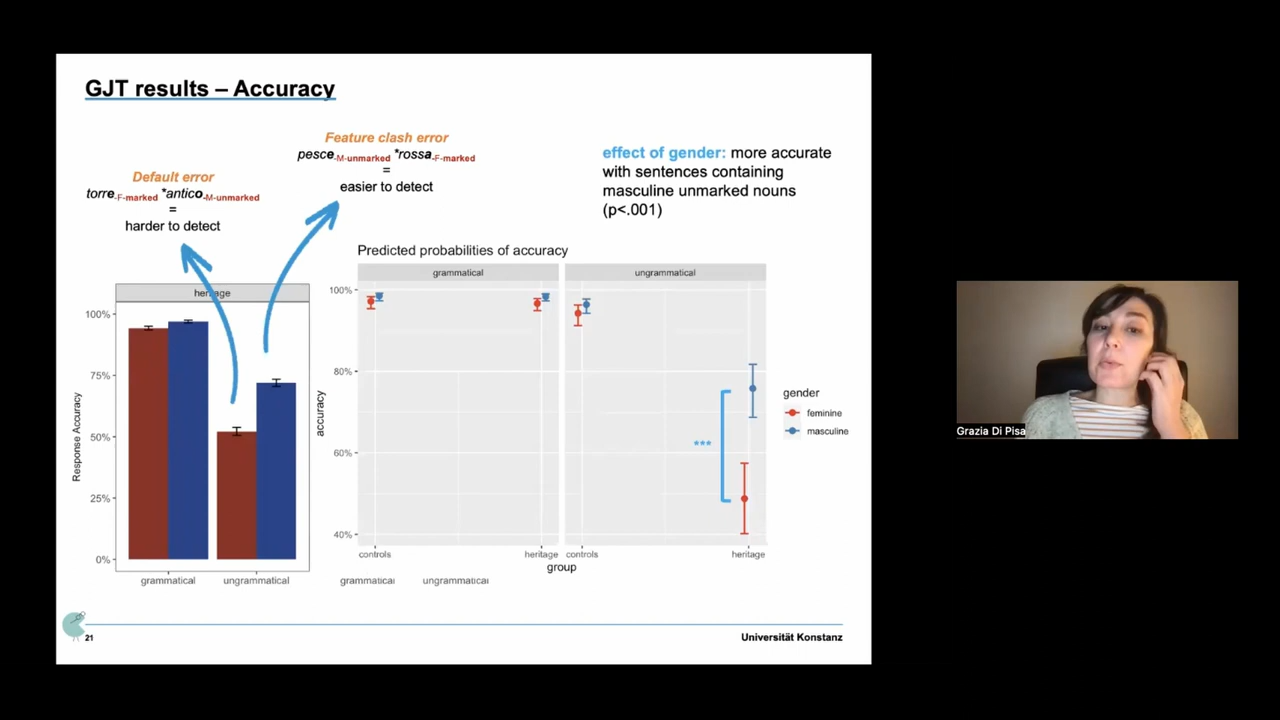 GJT results – Accuracy
Feature clash error
pesce-M-unmarked *rossa-F-marked
=
easier to detect
Default error
torre-F-marked *antico-M-unmarked
=
harder to detect
effect of gender: more accurate
with sentences containing
masculine unmarked nouns
(p<.001)
heritage
100%
75%
50%
25%
0%
Response Accuracy
grammatical
ungrammatical
Predicted probabilities of accuracy
grammatical
ungrammatical
100%
80%
60%
40%
accuracy
***
controls
heritage
controls
heritage
group
grammatical
ungrammatical
gender
feminine
masculine
21
Universität Konstanz
Grazia Di Pisa